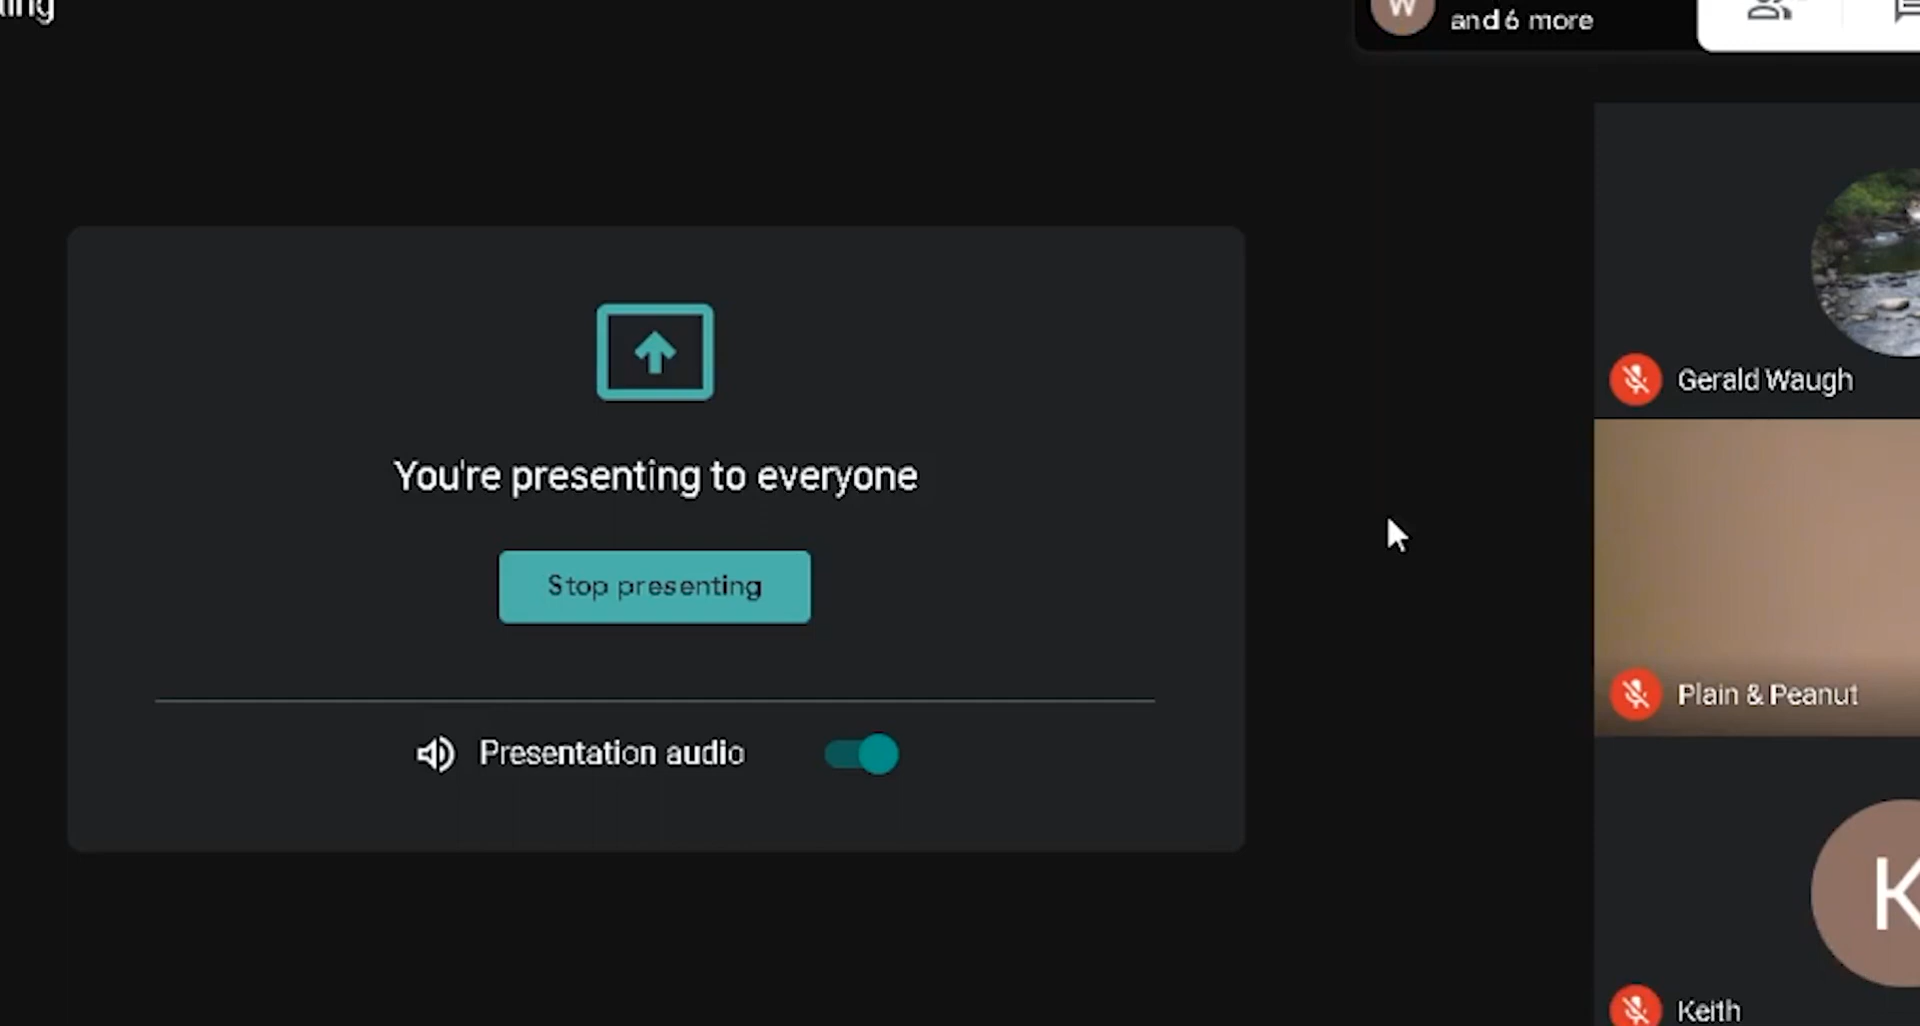 W
and 6 more
Gerald Waugh
You're presenting to everyone
Stop presenting
Plain & Peanut
Presentation audio
K
Keith